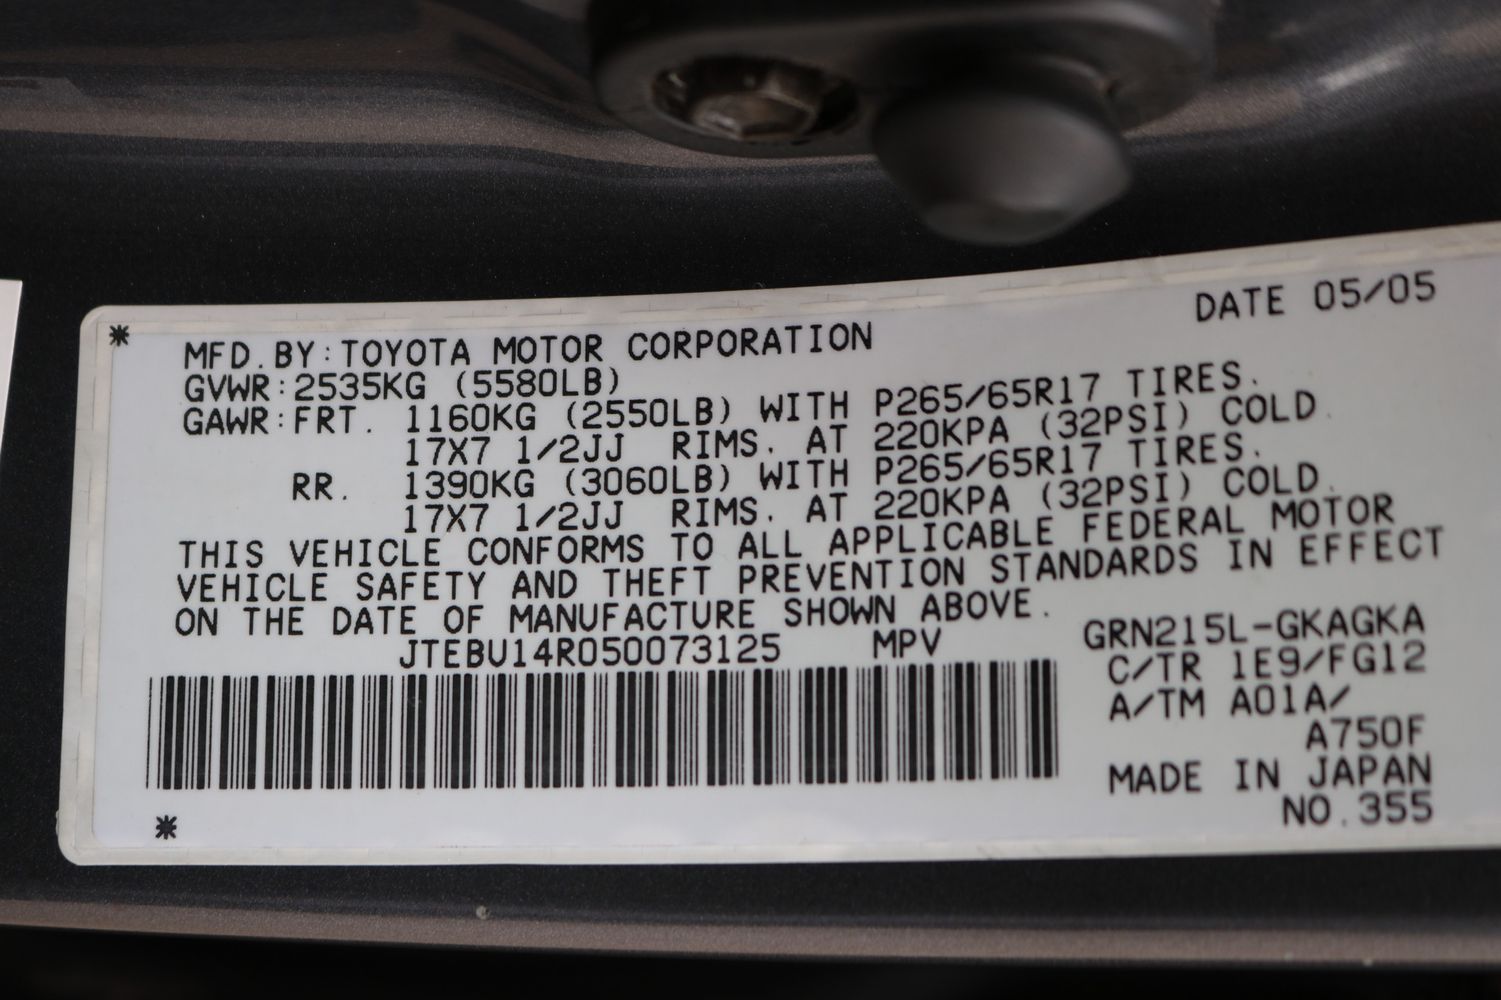 DATE 05/05
MFD.BY:TOYOTA MOTOR CORPORATION
GVWR:2535KG (5580LB)
GAWR:FRT. 1160KG (2550LB) WITH P265/65R17 TIRES.
17X7 1/2JJ RIMS. AT 220KPA (32PSI) COLD.
RR. 1390KG (3060LB) WITH P265/65R17 TIRES.
17X7 1/2JJ RIMS. AT 220KPA (32PSI) COLD.
THIS VEHICLE CONFORMS TO ALL APPLICABLE FEDERAL MOTOR
VEHICLE SAFETY AND THEFT PREVENTION STANDARDS IN EFFECT
ON THE DATE OF MANUFACTURE SHOWN ABOVE.
JTEBU14R050073125 MPV
GRN215L-GKAGKA
C/TR 1E9/FG12
A/TM A01A/
A750F
MADE IN JAPAN
NO.355